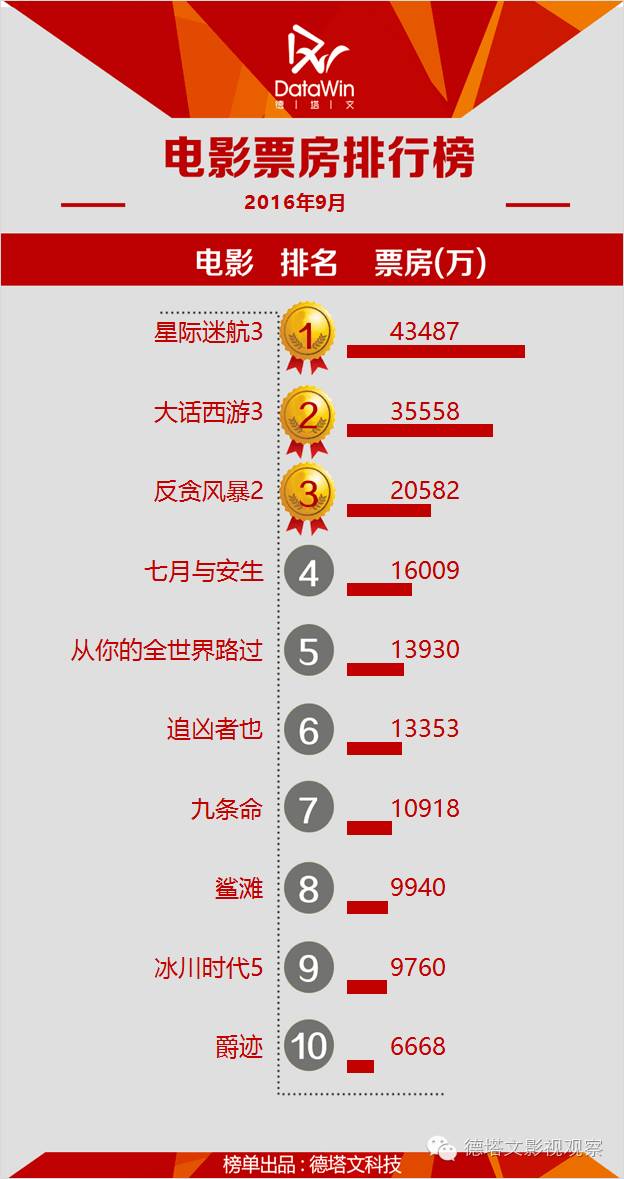 DataWin
德 | 塔 | 文
电影票房排行榜
2016年9月
电影 排名 票房(万)
星际迷航3 1 43487
大话西游3 2 35558
反贪风暴2 3 20582
七月与安生 4 16009
从你的全世界路过 5 13930
追凶者也 6 13353
九条命 7 10918
鲨滩 8 9940
冰川时代5 9 9760
爵迹 10 6668
德塔文影视观察
榜单出品：德塔文科技